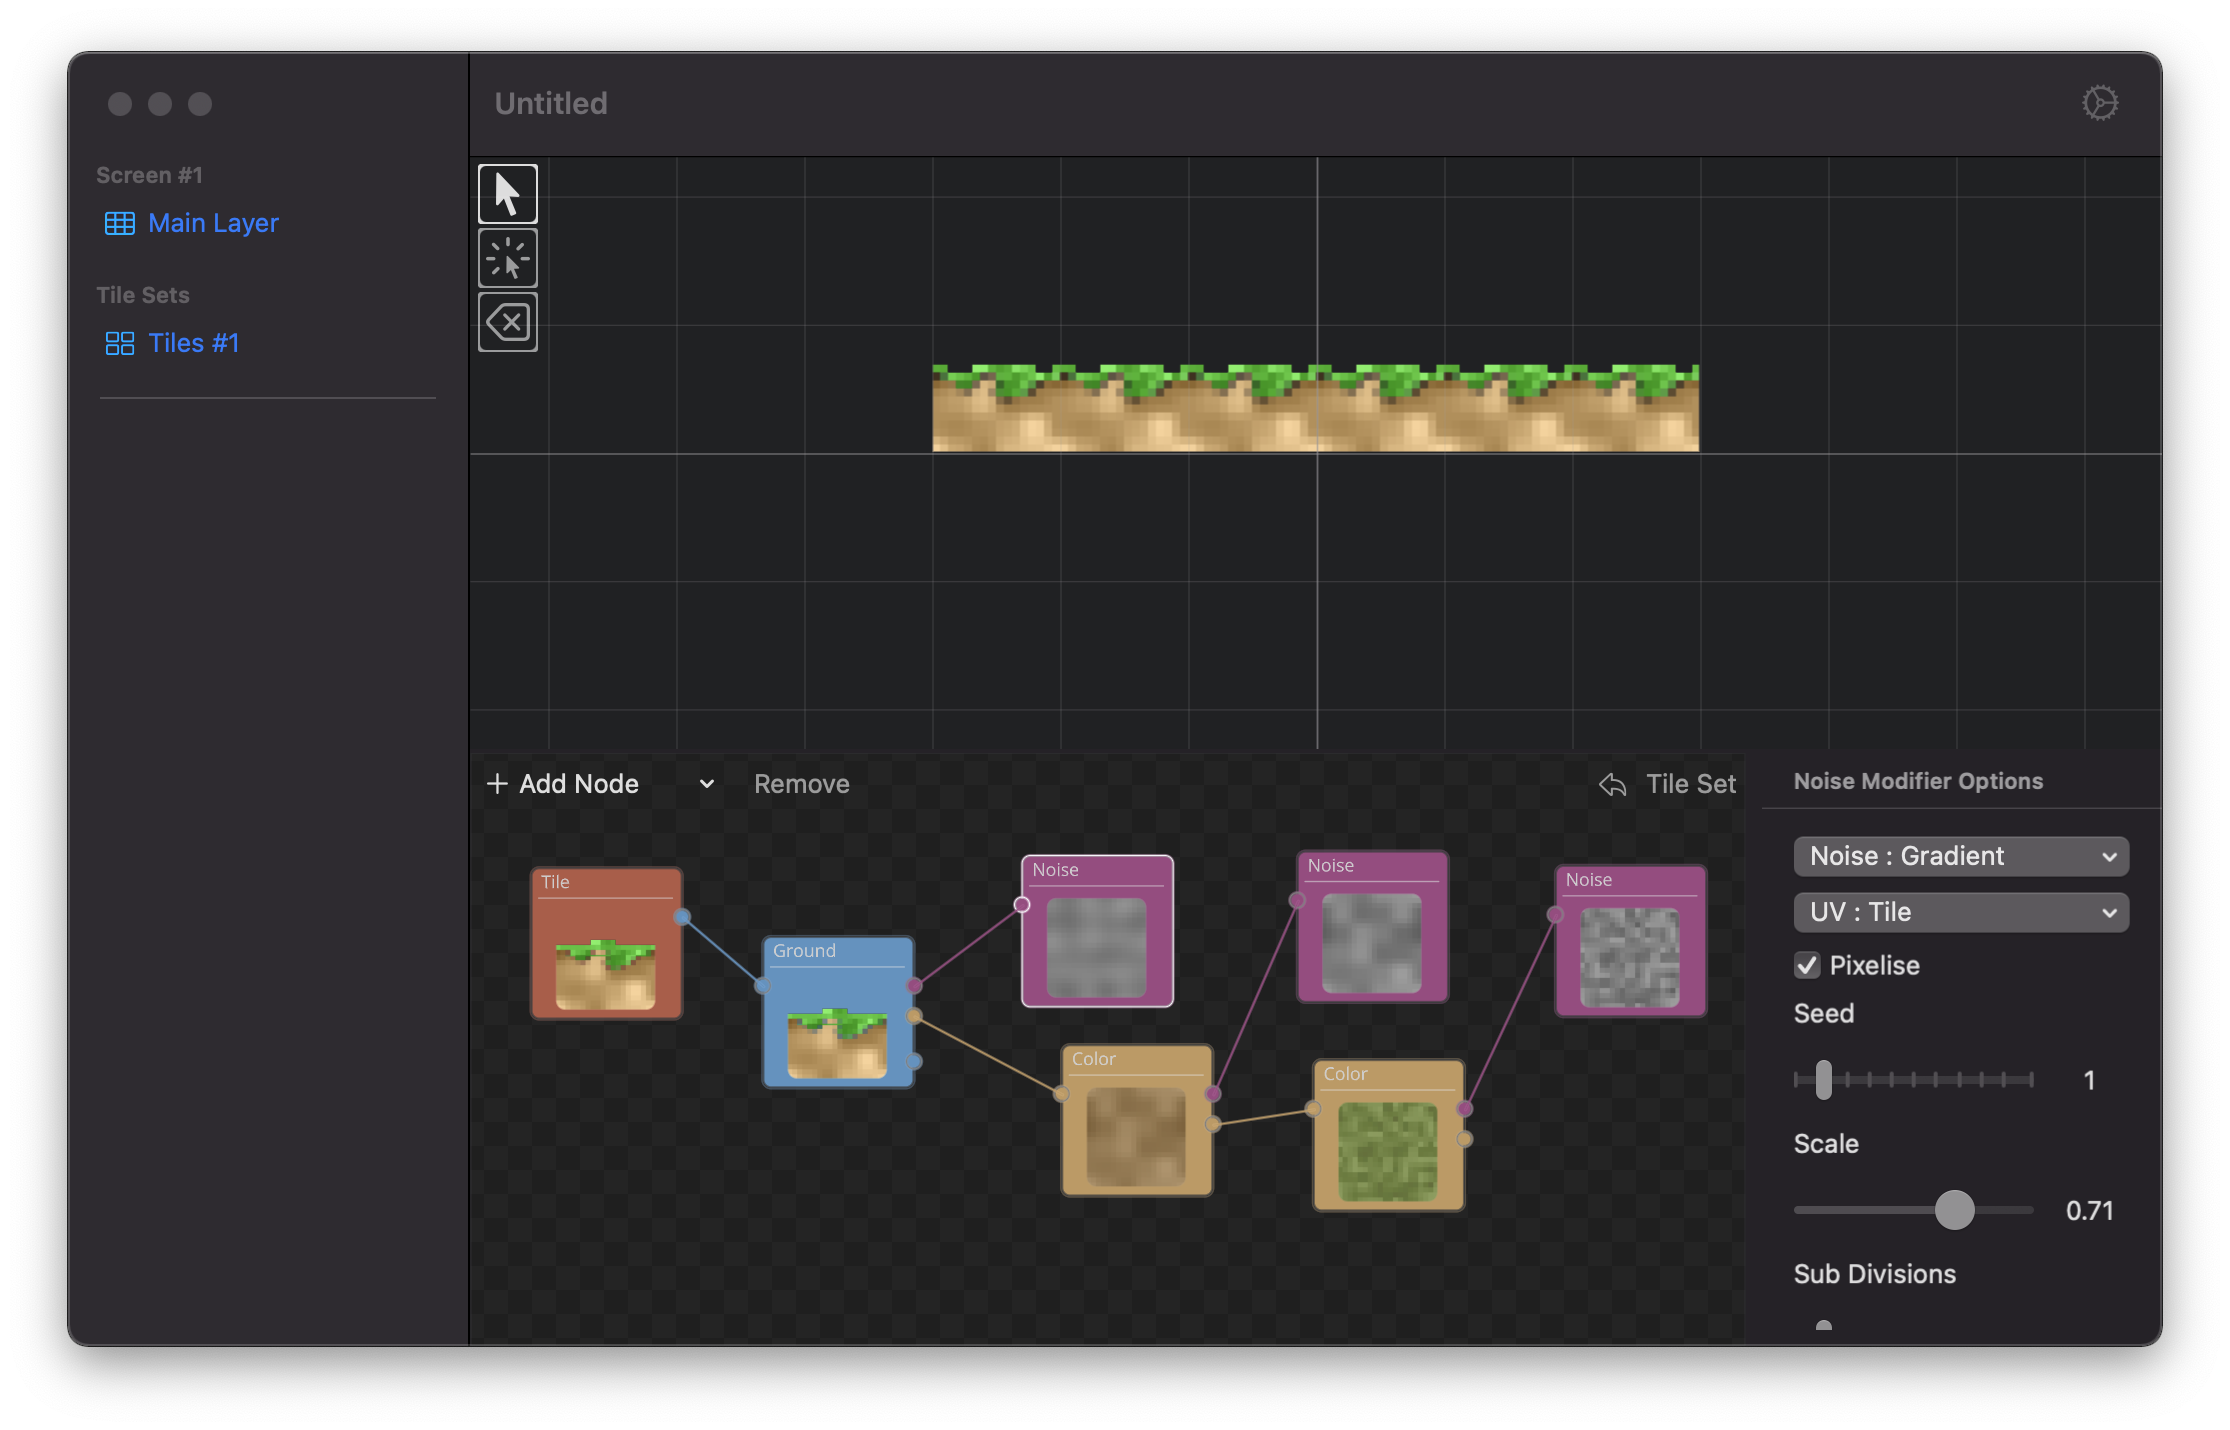 Untitled
Screen #1
Main Layer
Tile Sets
Tiles #1
Add Node
Remove
Tile Set
Tile
Ground
Noise
Noise
Noise
Color
Color
Noise Modifier Options
Noise : Gradient
UV : Tile
Pixelise
Seed
1
Scale
0.71
Sub Divisions